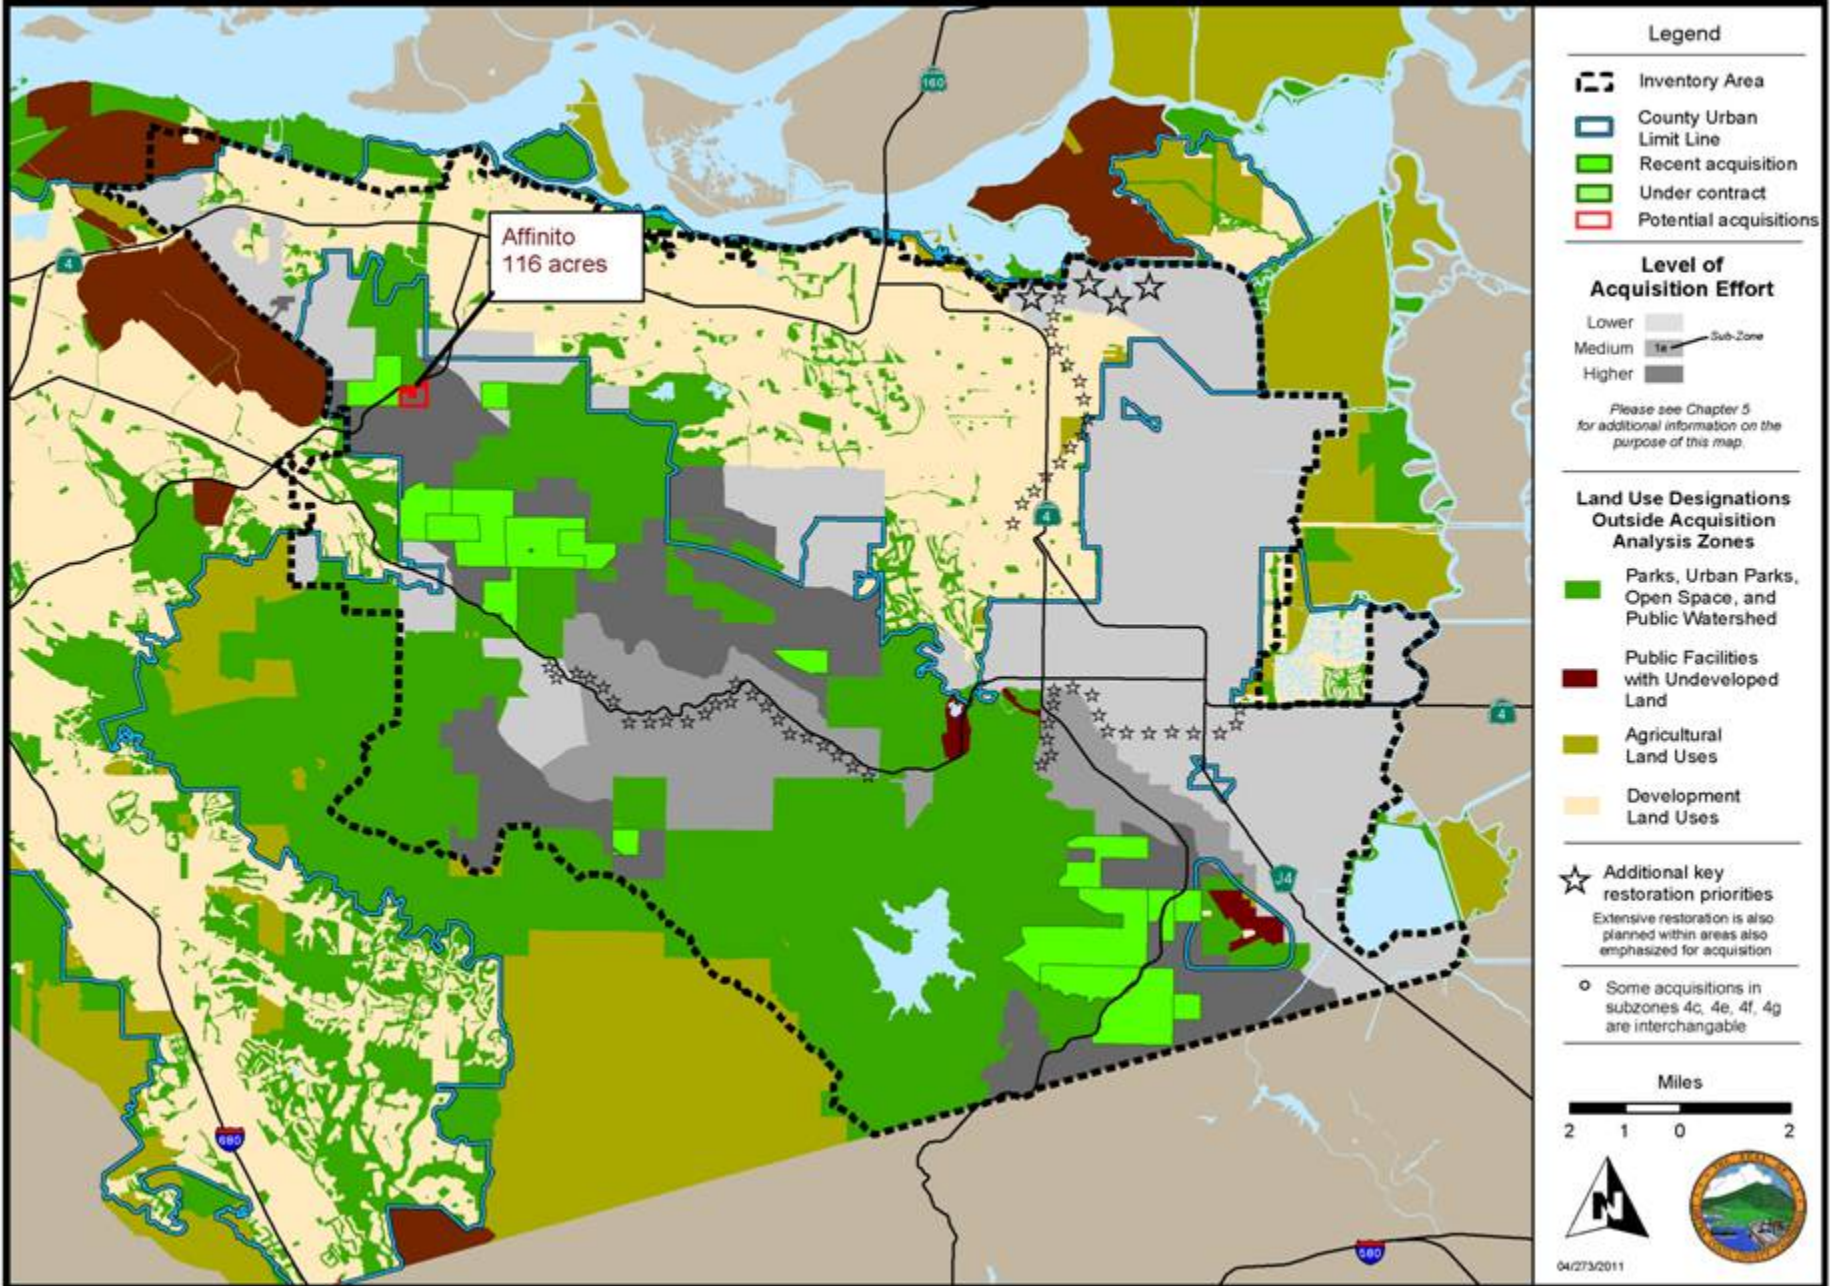 160
4
Affinito
116 acres
4
4
J4
680
580
Legend
Inventory Area
County Urban
Limit Line
Recent acquisition
Under contract
Potential acquisitions
Level of
Acquisition Effort
Lower
Medium
1a
Sub-Zone
Higher
Please see Chapter 5
for additional information on the
purpose of this map.
Land Use Designations
Outside Acquisition
Analysis Zones
Parks, Urban Parks,
Open Space, and
Public Watershed
Public Facilities
with Undeveloped
Land
Agricultural
Land Uses
Development
Land Uses
Additional key
restoration priorities
Extensive restoration is also
planned within areas also
emphasized for acquisition
Some acquisitions in
subzones 4c, 4e, 4f, 4g
are interchangable
Miles
2 1 0 2
N
04/273/2011